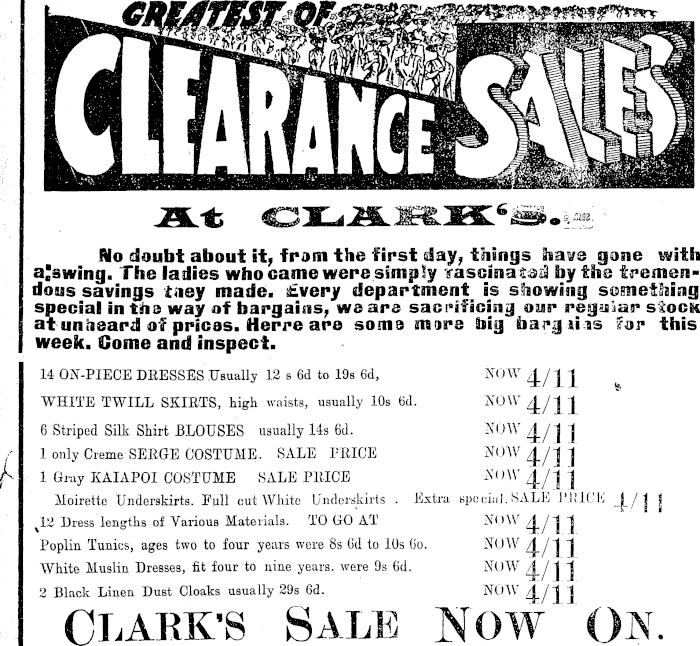 GREATEST OF
CLEARANCE SALES
At CLARK'S.
No doubt about it, from the first day, things have gone with
a swing. The ladies who came were simply fascinated by the tremen-
dous savings they made. Every department is showing something
special in the way of bargains, we are sacrificing our regular stock
at unheard of prices. Herre are some more big bargains for this
week. Come and inspect.
14 ON-PIECE DRESSES Usually 12 s 6d to 19s 6d, NOW 4/11
WHITE TWILL SKIRTS, high waists, usually 10s 6d. NOW 4/11
6 Striped Silk Shirt BLOUSES usually 14s 6d. NOW 4/11
1 only Creme SERGE COSTUME. SALE PRICE NOW 4/11
1 Gray KAIAPOI COSTUME SALE PRICE NOW 4/11
Moirette Underskirts. Full cut White Underskirts . Extra special. SALE PRICE 4/11
12 Dress lengths of Various Materials. TO GO AT NOW 4/11
Poplin Tunics, ages two to four years were 8s 6d to 10s 6o. NOW 4/11
White Muslin Dresses, fit four to nine years. were 9s 6d. NOW 4/11
2 Black Linen Dust Cloaks usually 29s 6d. NOW 4/11
CLARK'S SALE NOW ON.